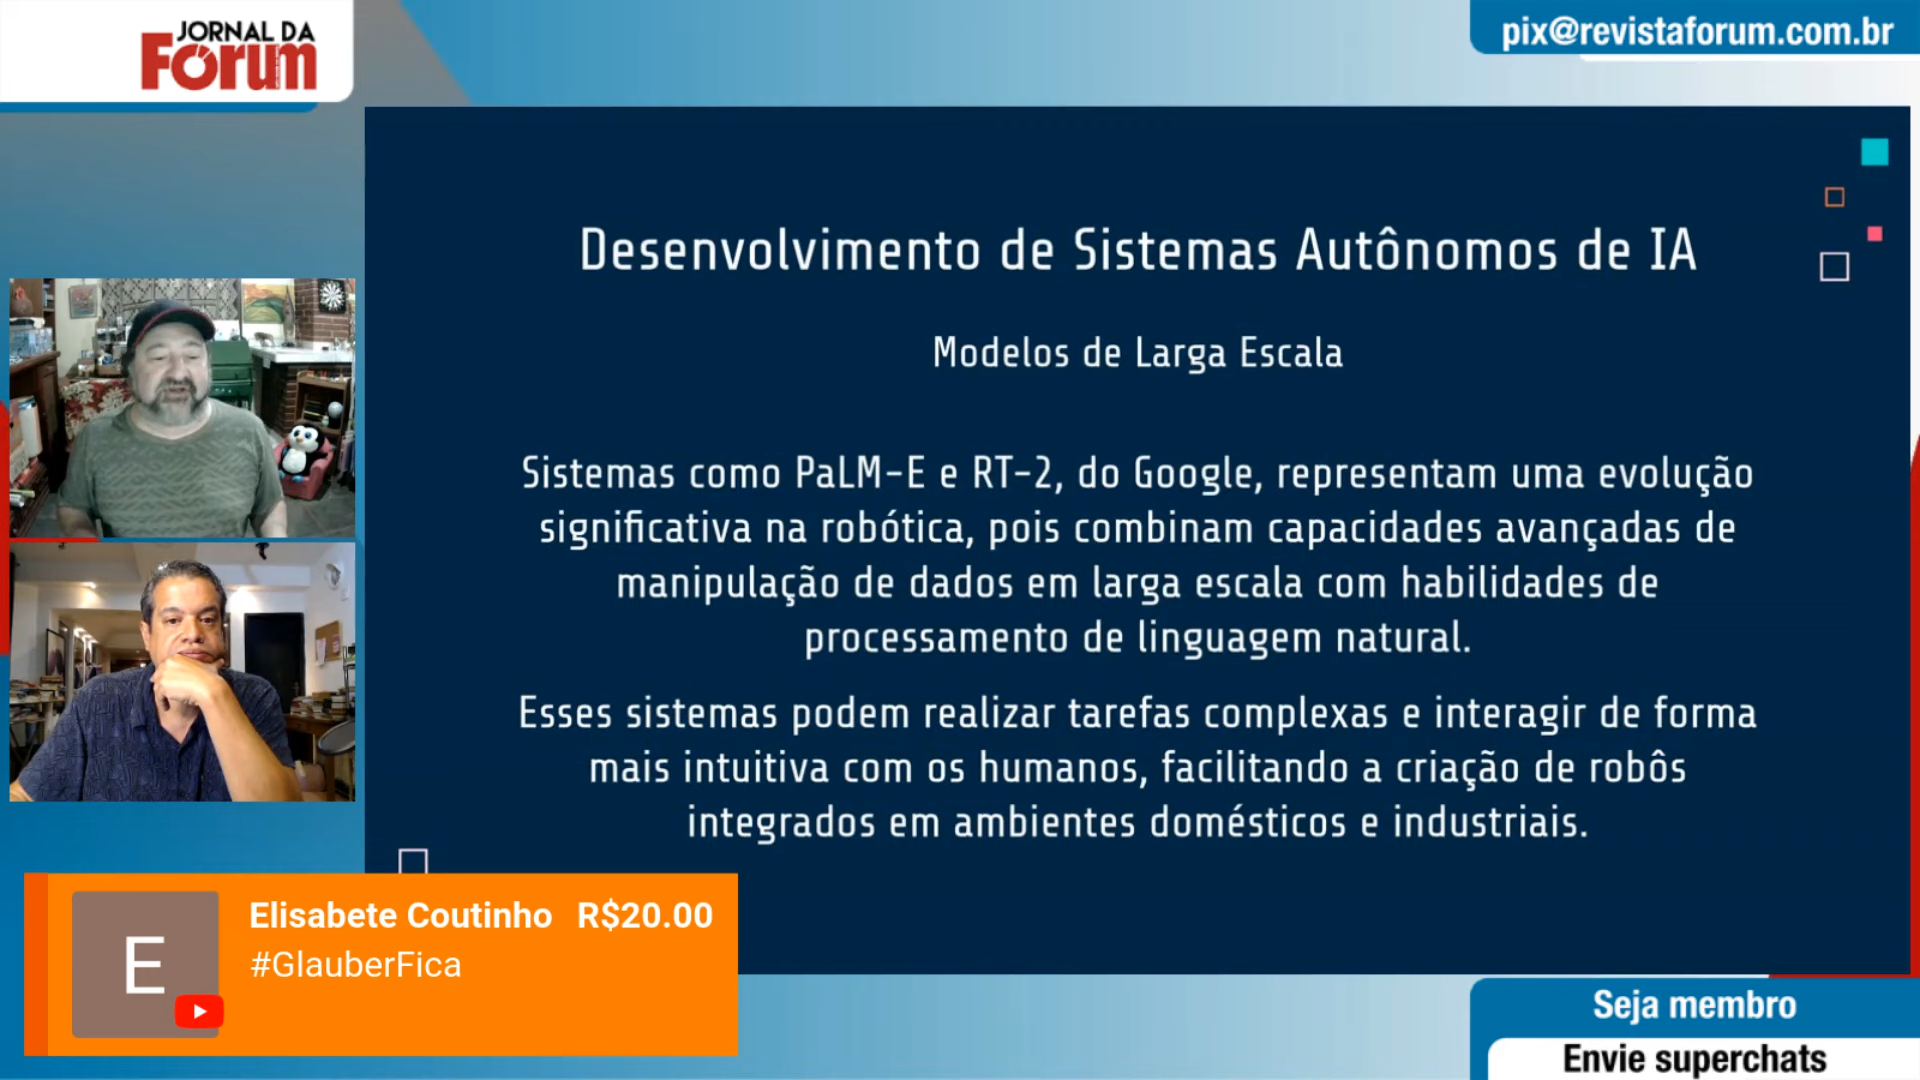 JORNAL DA
Fórum
pix@revistaforum.com.br
Desenvolvimento de Sistemas Autônomos de IA
Modelos de Larga Escala
Sistemas como PaLM-E e RT-2, do Google, representam uma evolução
significativa na robótica, pois combinam capacidades avançadas de
manipulação de dados em larga escala com habilidades de
processamento de linguagem natural.
Esses sistemas podem realizar tarefas complexas e interagir de forma
mais intuitiva com os humanos, facilitando a criação de robôs
integrados em ambientes domésticos e industriais.
E
Elisabete Coutinho R$20.00
#GlauberFica
Seja membro
Envie superchats